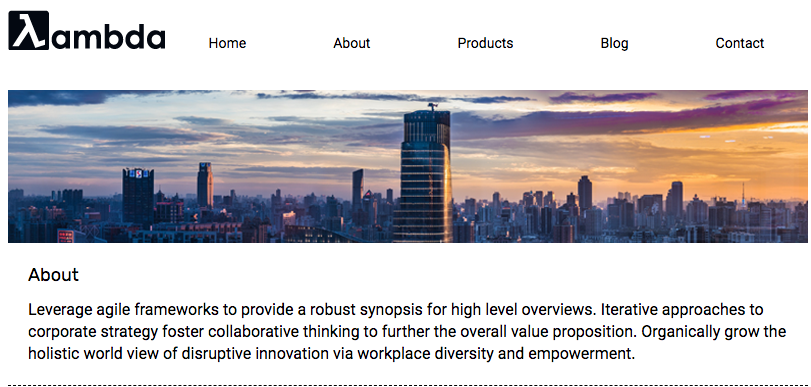 λambda
Home About Products Blog Contact
About
Leverage agile frameworks to provide a robust synopsis for high level overviews. Iterative approaches to
corporate strategy foster collaborative thinking to further the overall value proposition. Organically grow the
holistic world view of disruptive innovation via workplace diversity and empowerment.